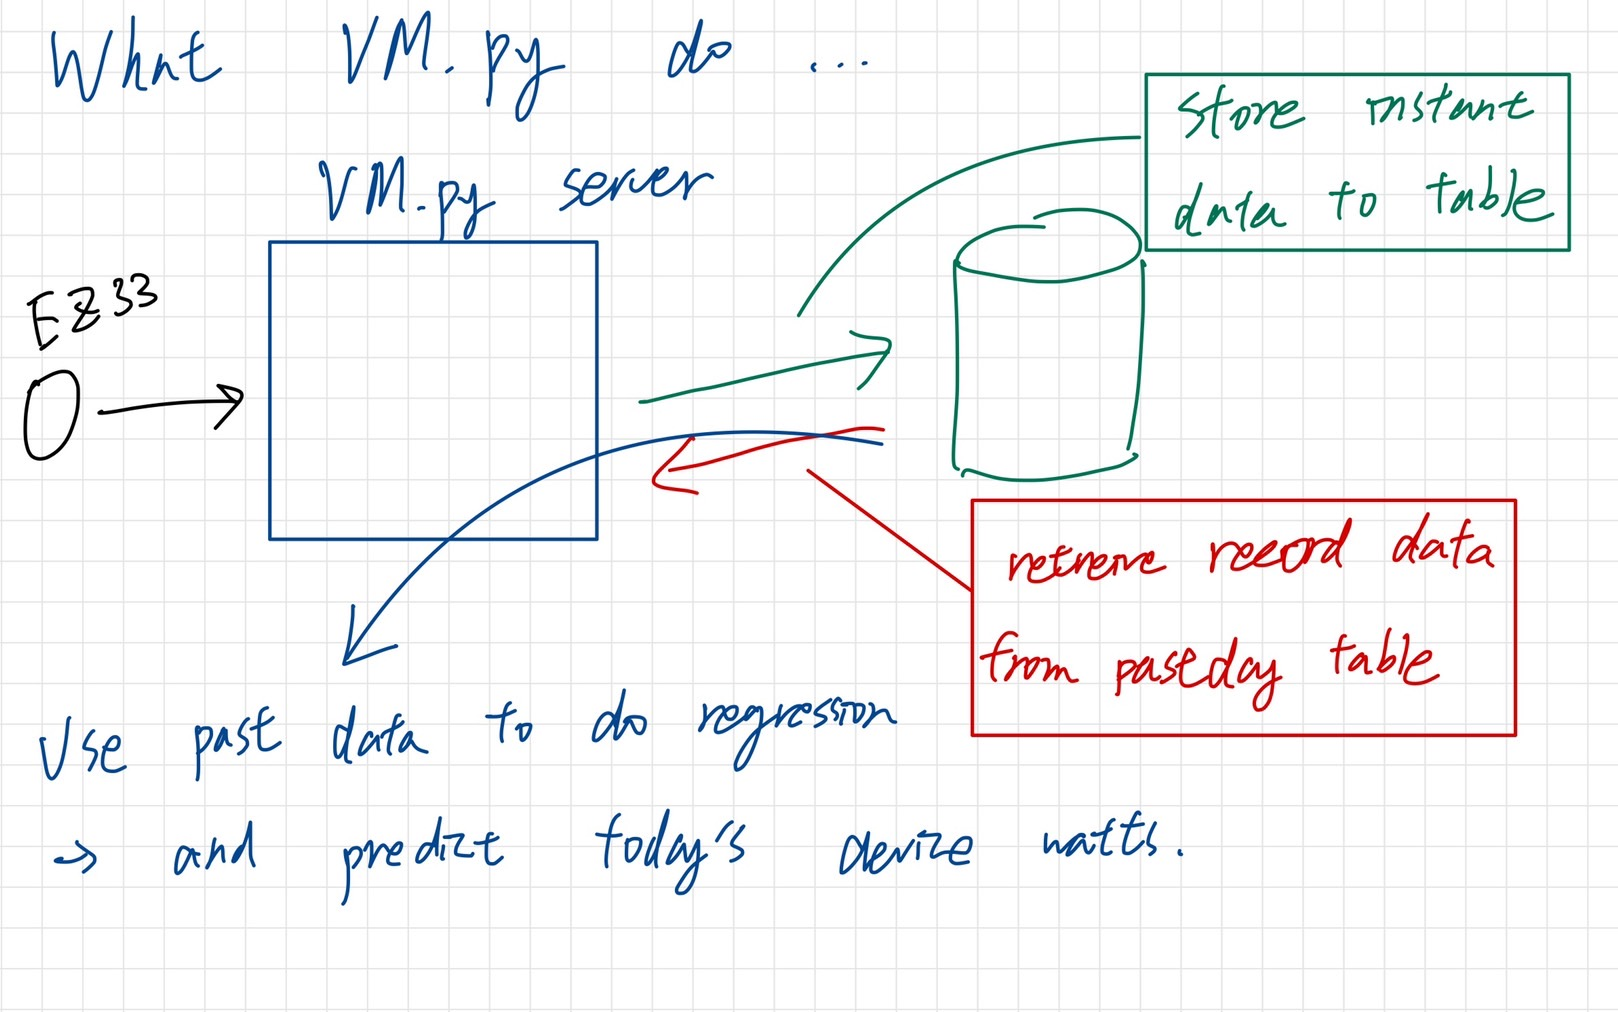 What VM.py do ...
VM.py server
store instant
data to table
EZ33
retrieve record data
from pastday table
Use past data to do regression
→ and predict today's device watts.